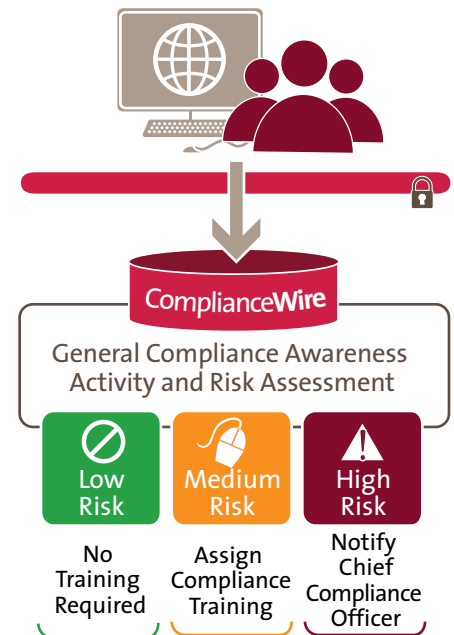 ComplianceWire
General Compliance Awareness
Activity and Risk Assessment
Low
Risk
Medium
Risk
High
Risk
No
Training
Required
Assign
Compliance
Training
Notify
Chief
Compliance
Officer